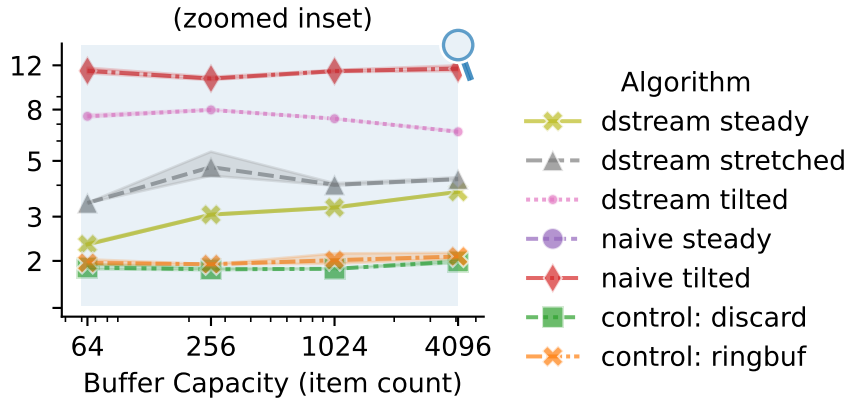 (zoomed inset)
12
8
5
3
2
64 256 1024 4096
Buffer Capacity (item count)
Algorithm
dstream steady
dstream stretched
dstream tilted
naive steady
naive tilted
control: discard
control: ringbuf